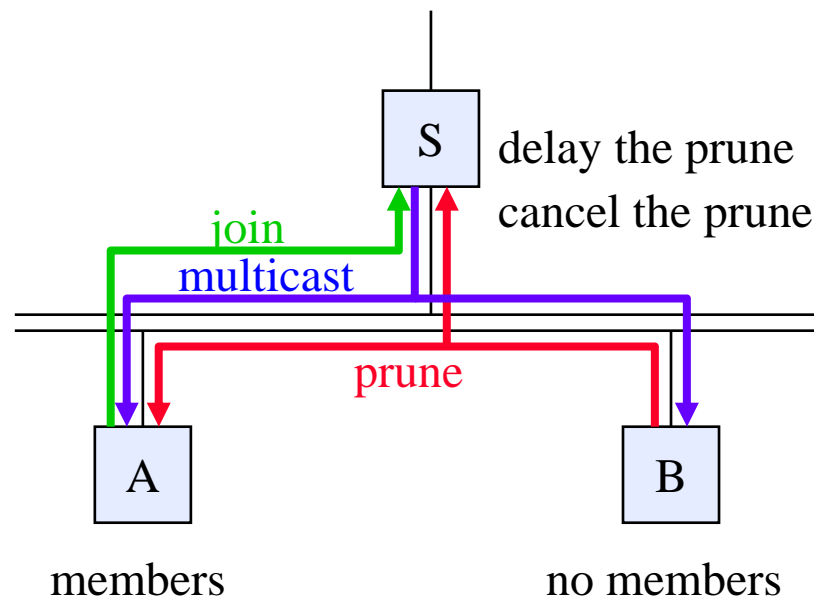 S
delay the prune
cancel the prune
join
multicast
prune
A
B
members
no members